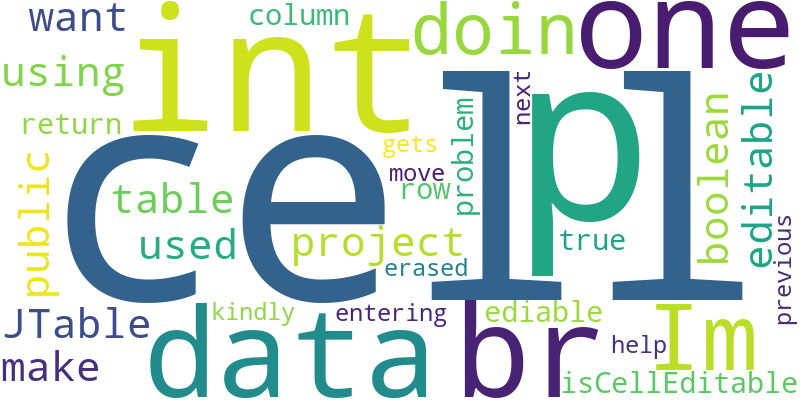 want
column
int
doin
one
using
return
cell
p
next
problem
gets
move
row
boolean
editable
public
table
used
project
true
erased
previous
JTable
make
data
kindly
entering
br
ediable
help
Im
isCellEditable